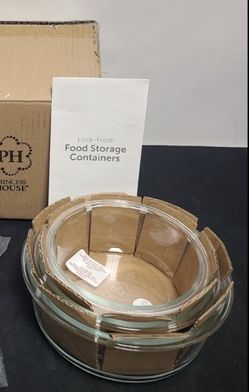 Lock-Fresh
Food Storage
Containers
PH
PRINCESS
HOUSE®